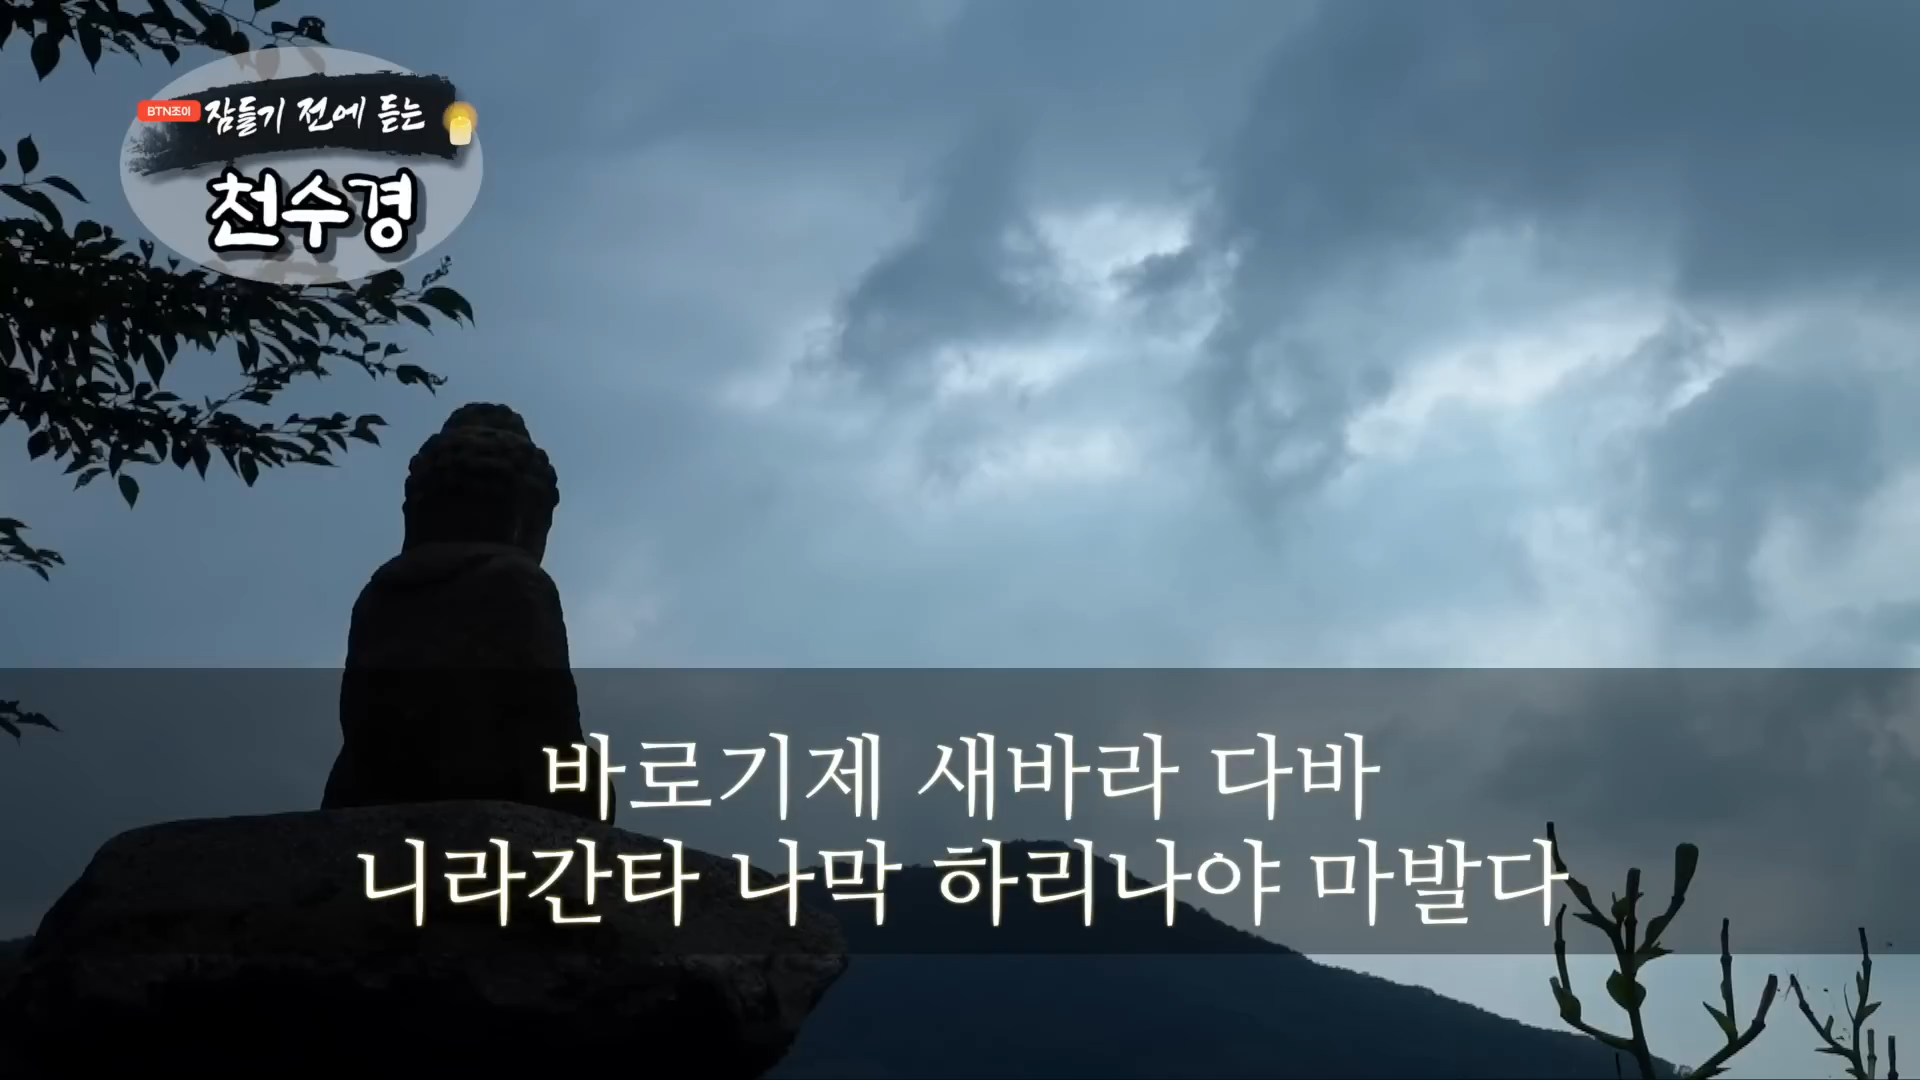 BTN조이
잠들기 전에 듣는
천수경
바로기제 새바라 다바
니라간타 나막 하리나야 마발다